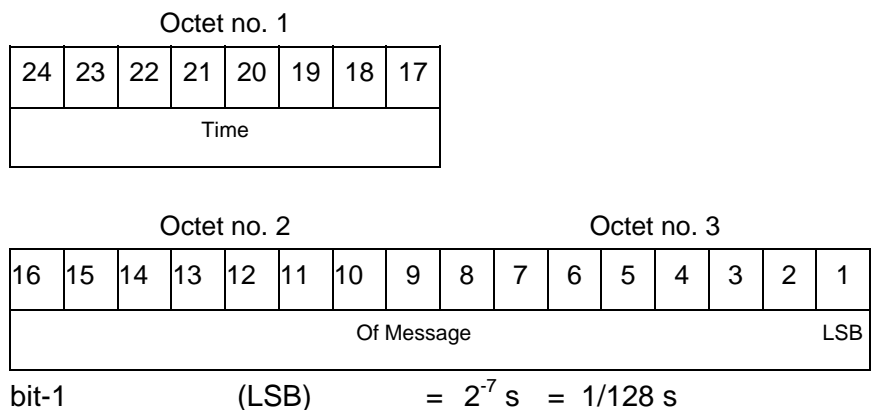 Octet no. 1
24 23 22 21 20 19 18 17
Time
Octet no. 2 Octet no. 3
16 15 14 13 12 11 10 9 8 7 6 5 4 3 2 1
Of Message LSB
bit-1 (LSB) = 2⁻⁷ s = 1/128 s